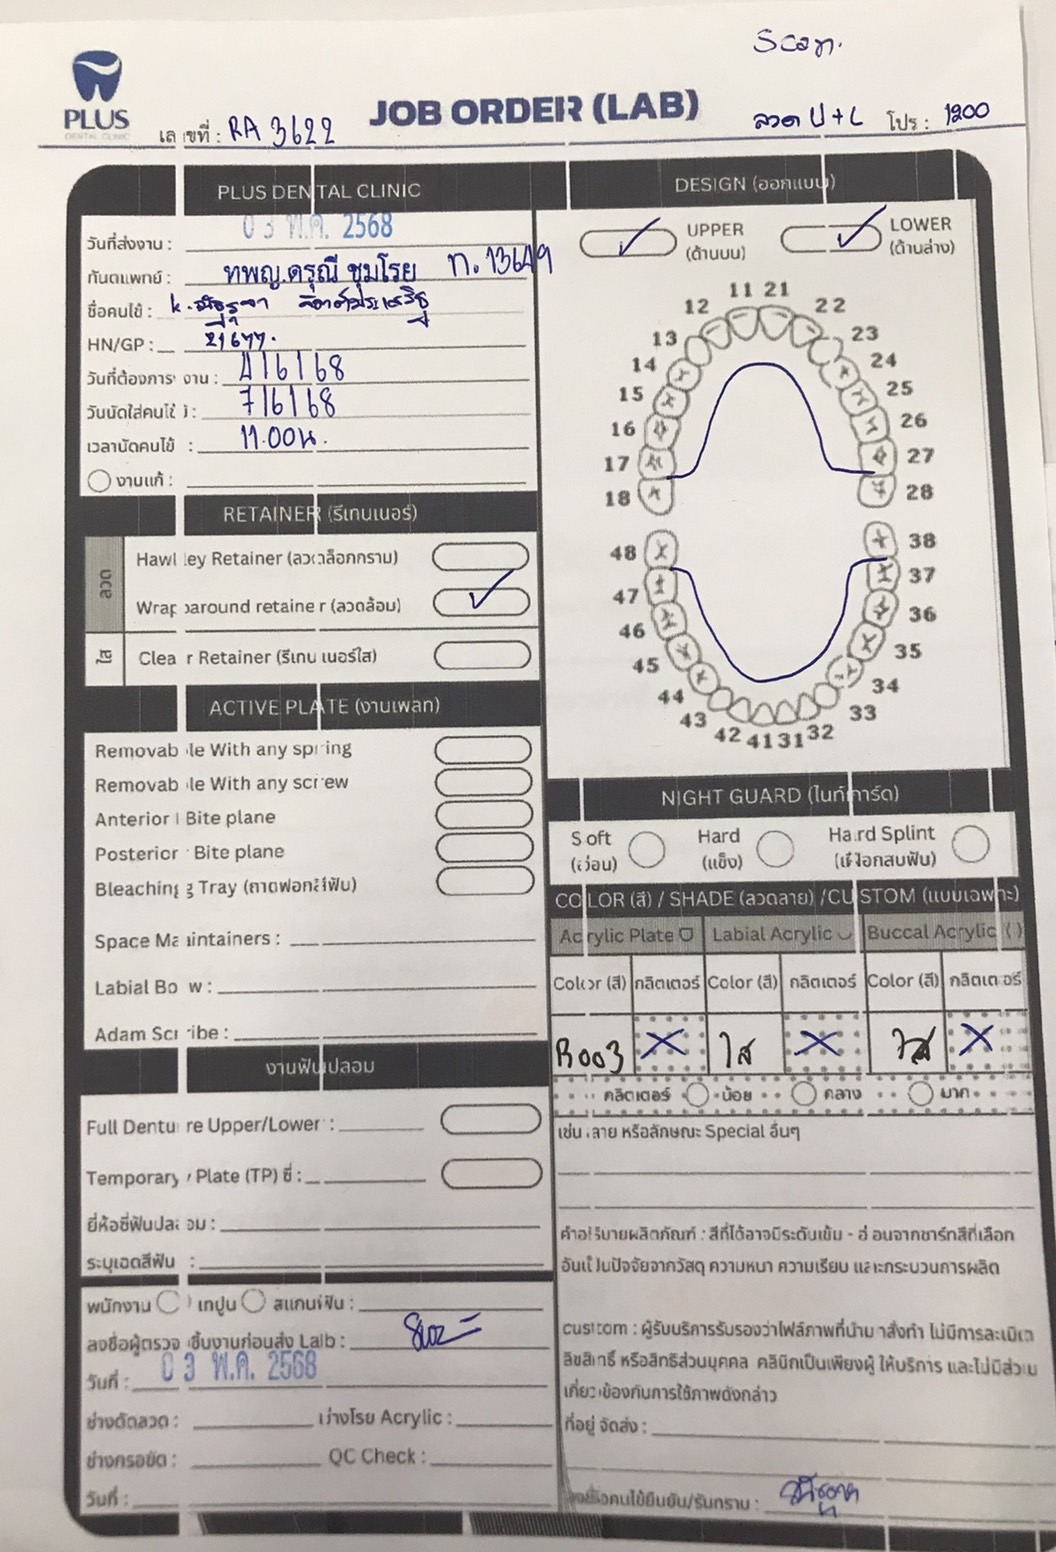 Scan.
PLUS
DENTAL CLINIC
JOB ORDER (LAB)
เลขที่ : RA 3622
ลวด U+L โปร : 1200
PLUS DENTAL CLINIC
วันที่ส่งงาน : 03 พ.ค. 2568
ทันตแพทย์ : ทพญ.ดรุณี ชุมโรย ท.13649
ชื่อคนไข้ : k.
HN/GP :
วันที่ต้องการงาน : 4/6/68
วันนัดใส่คนไข้ : 7/6/68
เวลานัดคนไข้ : 11.00น.
งานแก้ :
RETAINER (รีเทนเนอร์)
ลวด
Hawley Retainer (ลวดล็อกกราม)
Wraparound retainer (ลวดล้อม)
ใส
Clear Retainer (รีเทนเนอร์ใส)
ACTIVE PLATE (งานเพลท)
Removable With any spring
Removable With any screw
Anterior Bite plane
Posterior Bite plane
Bleaching Tray (ถาดฟอกสีฟัน)
Space Maintainers :
Labial Bow :
Adam Scribe :
งานฟันปลอม
Full Denture Upper/Lower :
Temporary Plate (TP) ซี่ :
ยี่ห้อซี่ฟันปลอม :
ระบุเฉดสีฟัน :
พนักงาน เทปูน สแกนฟัน :
ลงชื่อผู้ตรวจชิ้นงานก่อนส่ง Lab :
วันที่ : 03 พ.ค. 2568
ช่างดัดลวด : ช่างโรย Acrylic :
ช่างกรอขัด : QC Check :
วันที่ :
DESIGN (ออกแบบ)
UPPER
(ด้านบน)
LOWER
(ด้านล่าง)
11 21
12 22
13 23
14 24
15 25
16 26
17 27
18 28
48 38
47 37
46 36
45 35
44 34
43 33
42 41 31 32
NIGHT GUARD (ไนท์การ์ด)
Soft
(อ่อน)
Hard
(แข็ง)
Hard Splint
(เฝือกสบฟัน)
COLOR (สี) / SHADE (ลวดลาย) /CUSTOM (แบบเฉพาะ)
Acrylic Plate Labial Acrylic Buccal Acrylic ( )
Color (สี) กลิตเตอร์ Color (สี) กลิตเตอร์ Color (สี) กลิตเตอร์
B003 X ใส X ใส X
กลิตเตอร์ น้อย กลาง มาก
เช่น ลาย หรือลักษณะ Special อื่นๆ
คำอธิบายผลิตภัณฑ์ : สีที่ได้อาจมีระดับเข้ม - อ่อนจากชาร์ทสีที่เลือก
อันเป็นปัจจัยจากวัสดุ ความหนา ความเรียบ และกระบวนการผลิต
custom : ผู้รับบริการรับรองว่าไฟล์ภาพที่นำมาสั่งทำ ไม่มีการละเมิด
ลิขสิทธิ์ หรือสิทธิส่วนบุคคล คลินิกเป็นเพียงผู้ให้บริการ และไม่มีส่วน
เกี่ยวข้องกับการใช้ภาพดังกล่าว
ที่อยู่จัดส่ง :
ลงชื่อคนไข้ยืนยัน/รับทราบ :